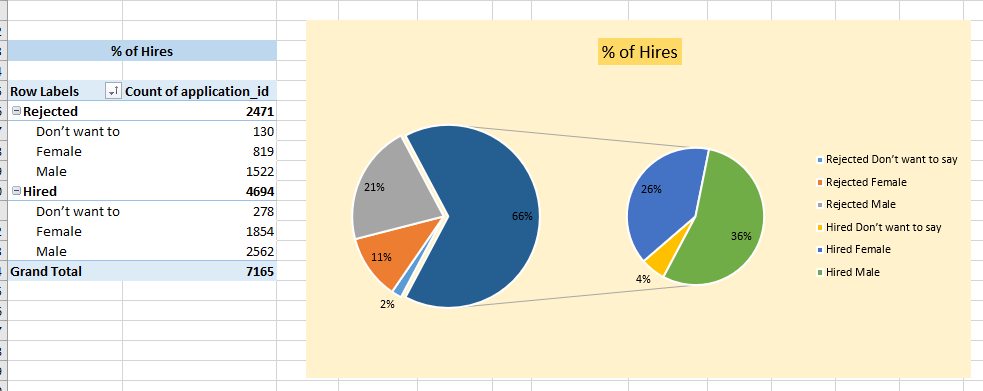 % of Hires
Row Labels Count of application_id
Rejected 2471
Don't want to 130
Female 819
Male 1522
Hired 4694
Don't want to 278
Female 1854
Male 2562
Grand Total 7165
% of Hires
21%
11%
2%
66%
26%
4%
36%
Rejected Don't want to say
Rejected Female
Rejected Male
Hired Don't want to say
Hired Female
Hired Male